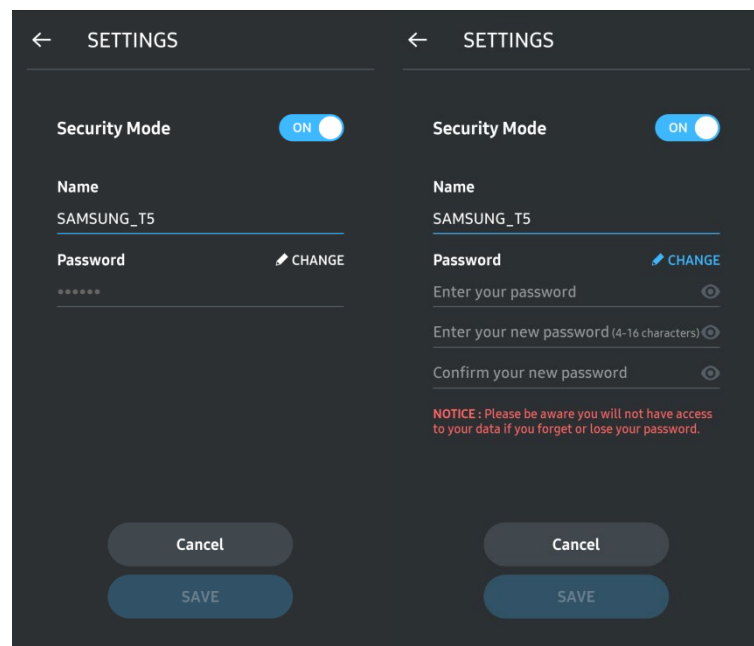 SETTINGS
Security Mode
ON
Name
SAMSUNG_T5
Password
CHANGE
••••••
Cancel
SAVE
SETTINGS
Security Mode
ON
Name
SAMSUNG_T5
Password
CHANGE
Enter your password
Enter your new password (4-16 characters)
Confirm your new password
NOTICE : Please be aware you will not have access
to your data if you forget or lose your password.
Cancel
SAVE